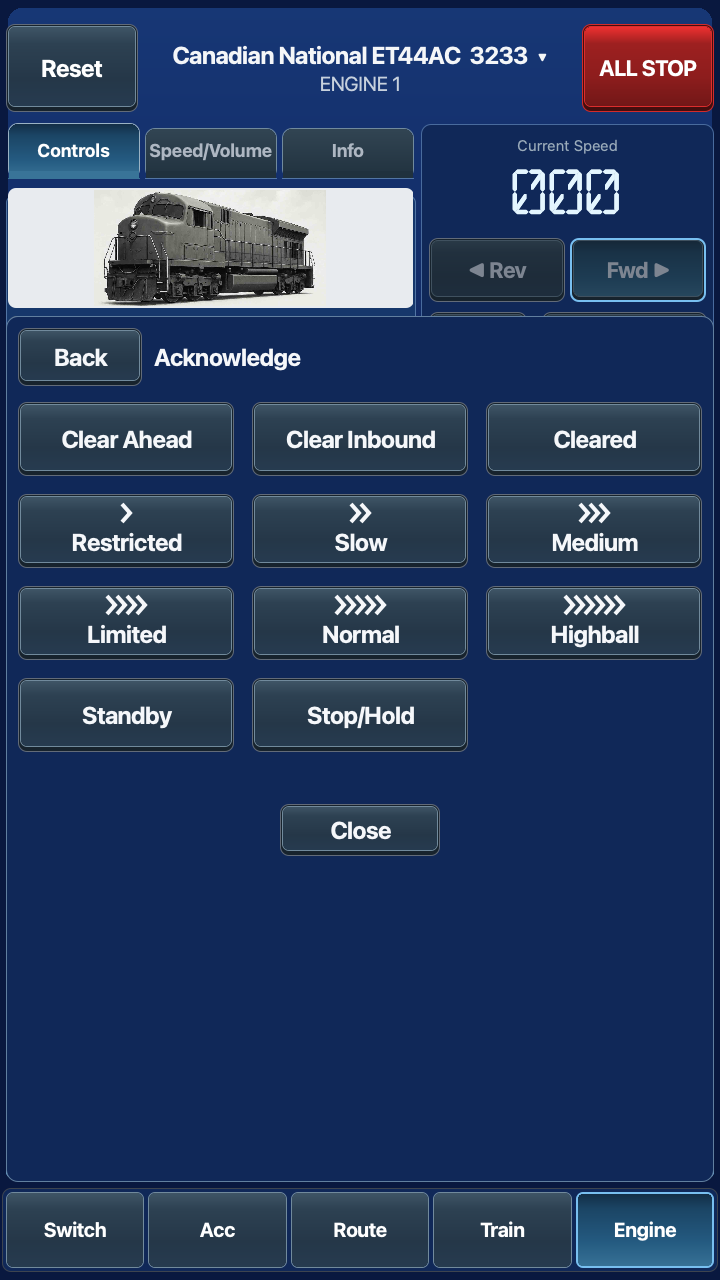 Reset
Canadian National ET44AC 3233 ▼
ENGINE 1
ALL STOP
Controls
Speed/Volume
Info
Current Speed
000
◀ Rev
Fwd ▶
Back
Acknowledge
Clear Ahead
Clear Inbound
Cleared
Restricted
Slow
Medium
Limited
Normal
Highball
Standby
Stop/Hold
Close
Switch
Acc
Route
Train
Engine